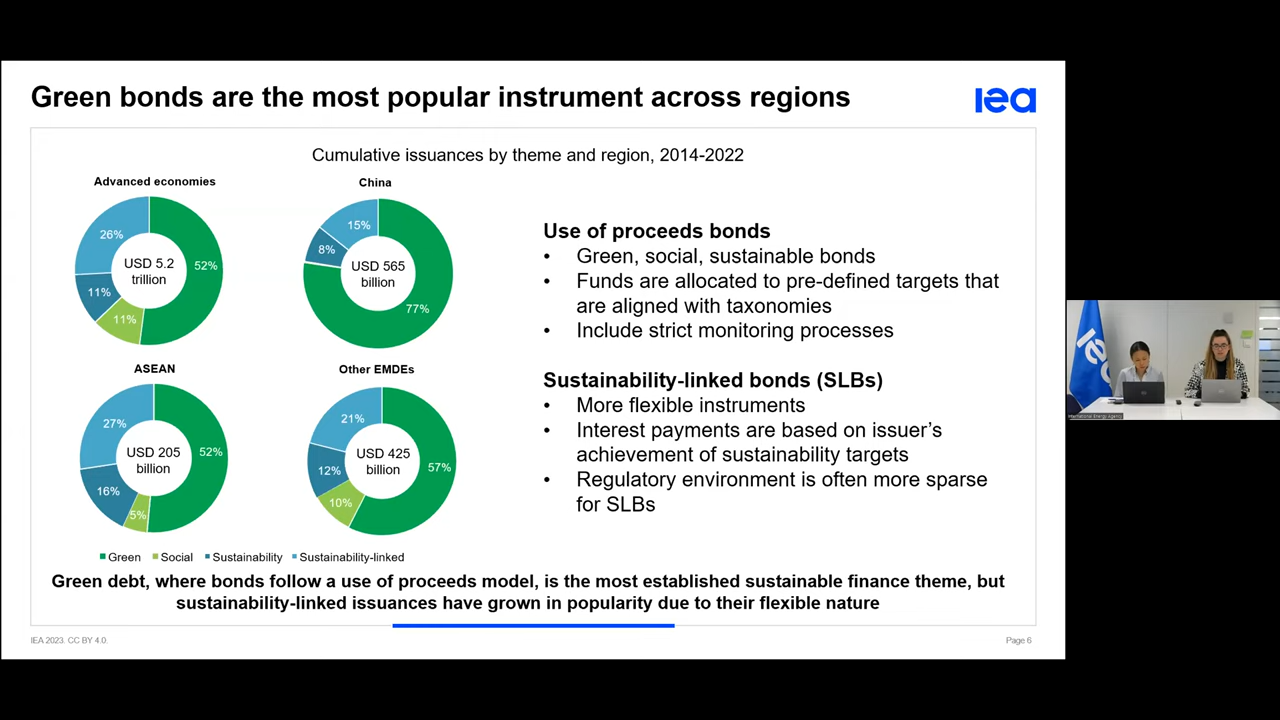 Green bonds are the most popular instrument across regions
iea
Cumulative issuances by theme and region, 2014-2022
Advanced economies
26%
52%
11%
11%
USD 5.2
trillion
China
15%
8%
77%
USD 565
billion
ASEAN
27%
52%
16%
5%
USD 205
billion
Other EMDEs
21%
57%
12%
10%
USD 425
billion
Green
Social
Sustainability
Sustainability-linked
Use of proceeds bonds
• Green, social, sustainable bonds
• Funds are allocated to pre-defined targets that
are aligned with taxonomies
• Include strict monitoring processes
Sustainability-linked bonds (SLBs)
• More flexible instruments
• Interest payments are based on issuer's
achievement of sustainability targets
• Regulatory environment is often more sparse
for SLBs
Green debt, where bonds follow a use of proceeds model, is the most established sustainable finance theme, but
sustainability-linked issuances have grown in popularity due to their flexible nature
IEA 2023. CC BY 4.0.
Page 6
iea
International Energy Agency